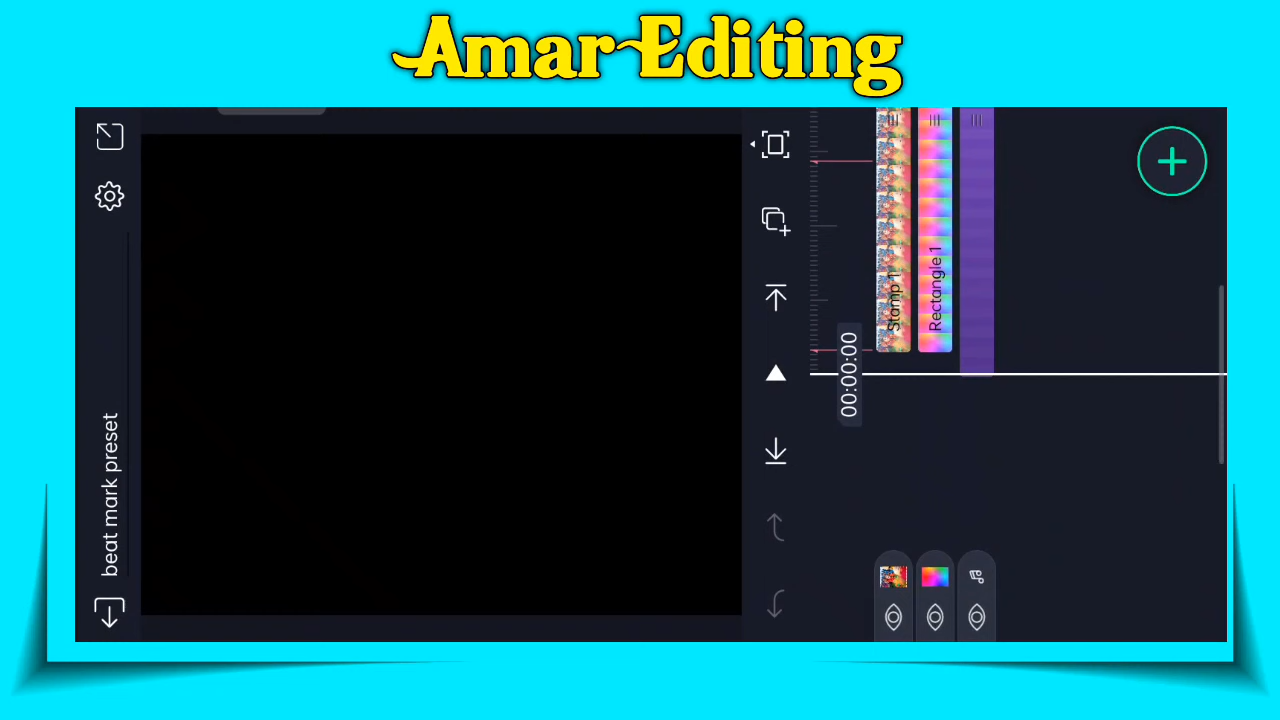 Amar Editing
beat mark preset
00:00:00
Stamp 1
Rectangle 1